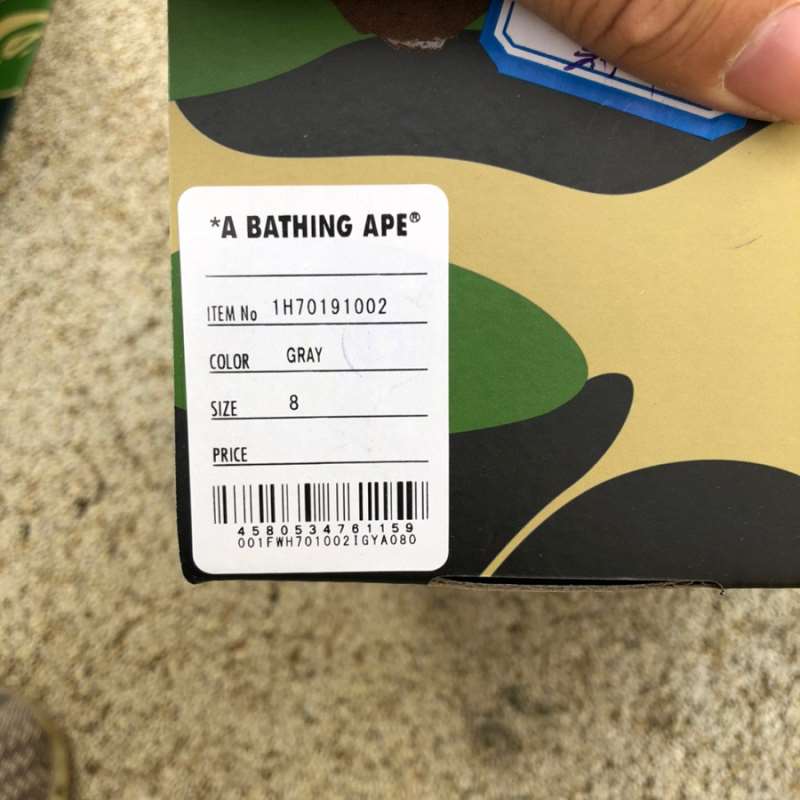 *A BATHING APE®
ITEM No 1H70191002
COLOR GRAY
SIZE 8
PRICE
4580534761159
001FWH701002IGYA080